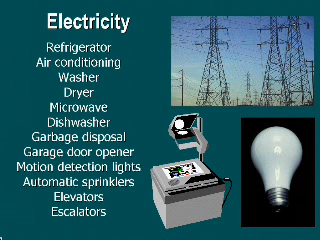 Electricity
Refrigerator
Air conditioning
Washer
Dryer
Microwave
Dishwasher
Garbage disposal
Garage door opener
Motion detection lights
Automatic sprinklers
Elevators
Escalators